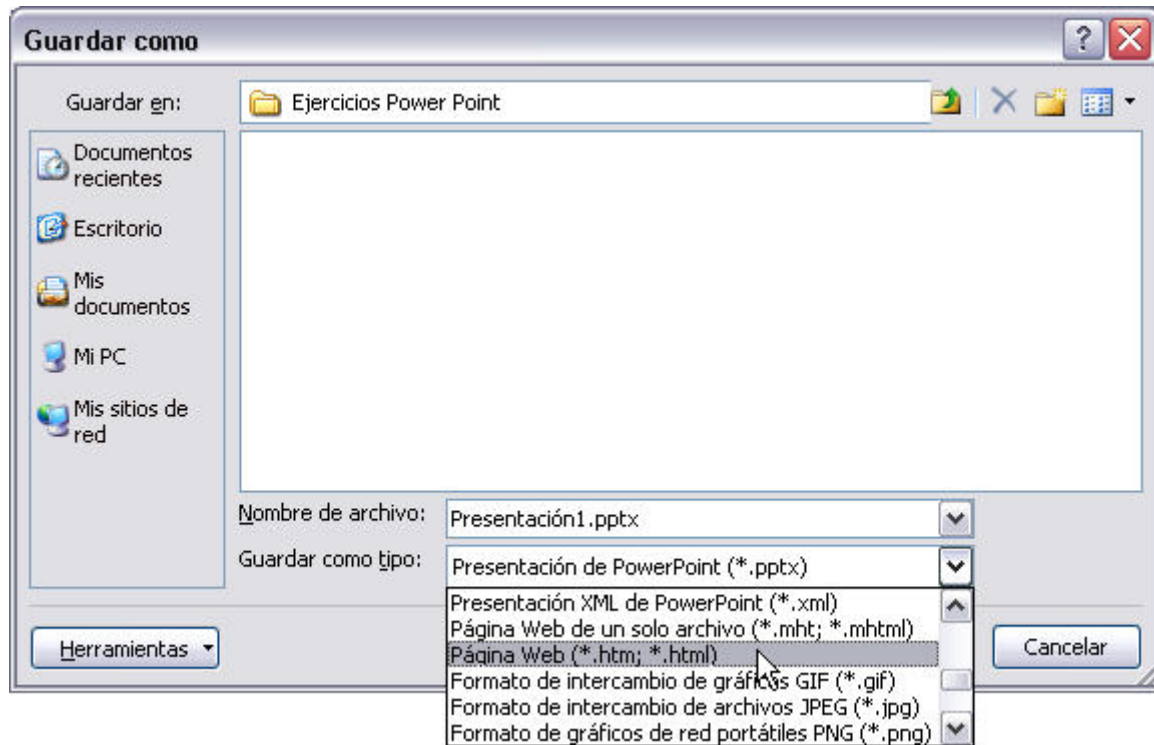 Guardar como
?
Guardar en:
Ejercicios Power Point
Documentos
recientes
Escritorio
Mis
documentos
Mi PC
Mis sitios de
red
Nombre de archivo:
Presentación1.pptx
Guardar como tipo:
Presentación de PowerPoint (*.pptx)
Presentación XML de PowerPoint (*.xml)
Página Web de un solo archivo (*.mht; *.mhtml)
Página Web (*.htm; *.html)
Formato de intercambio de gráficos GIF (*.gif)
Formato de intercambio de archivos JPEG (*.jpg)
Formato de gráficos de red portátiles PNG (*.png)
Herramientas
Cancelar